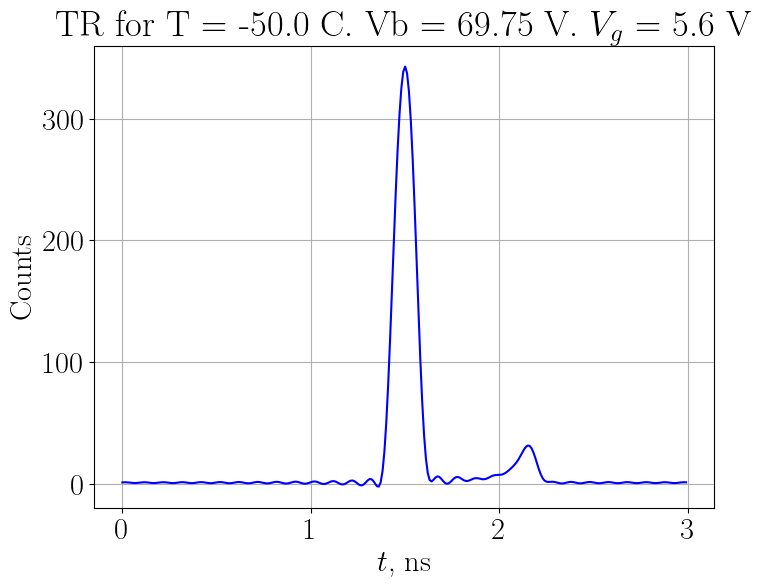 TR for T = -50.0 C. Vb = 69.75 V. V_g = 5.6 V
300
200
100
0
Counts
0 1 2 3
t, ns